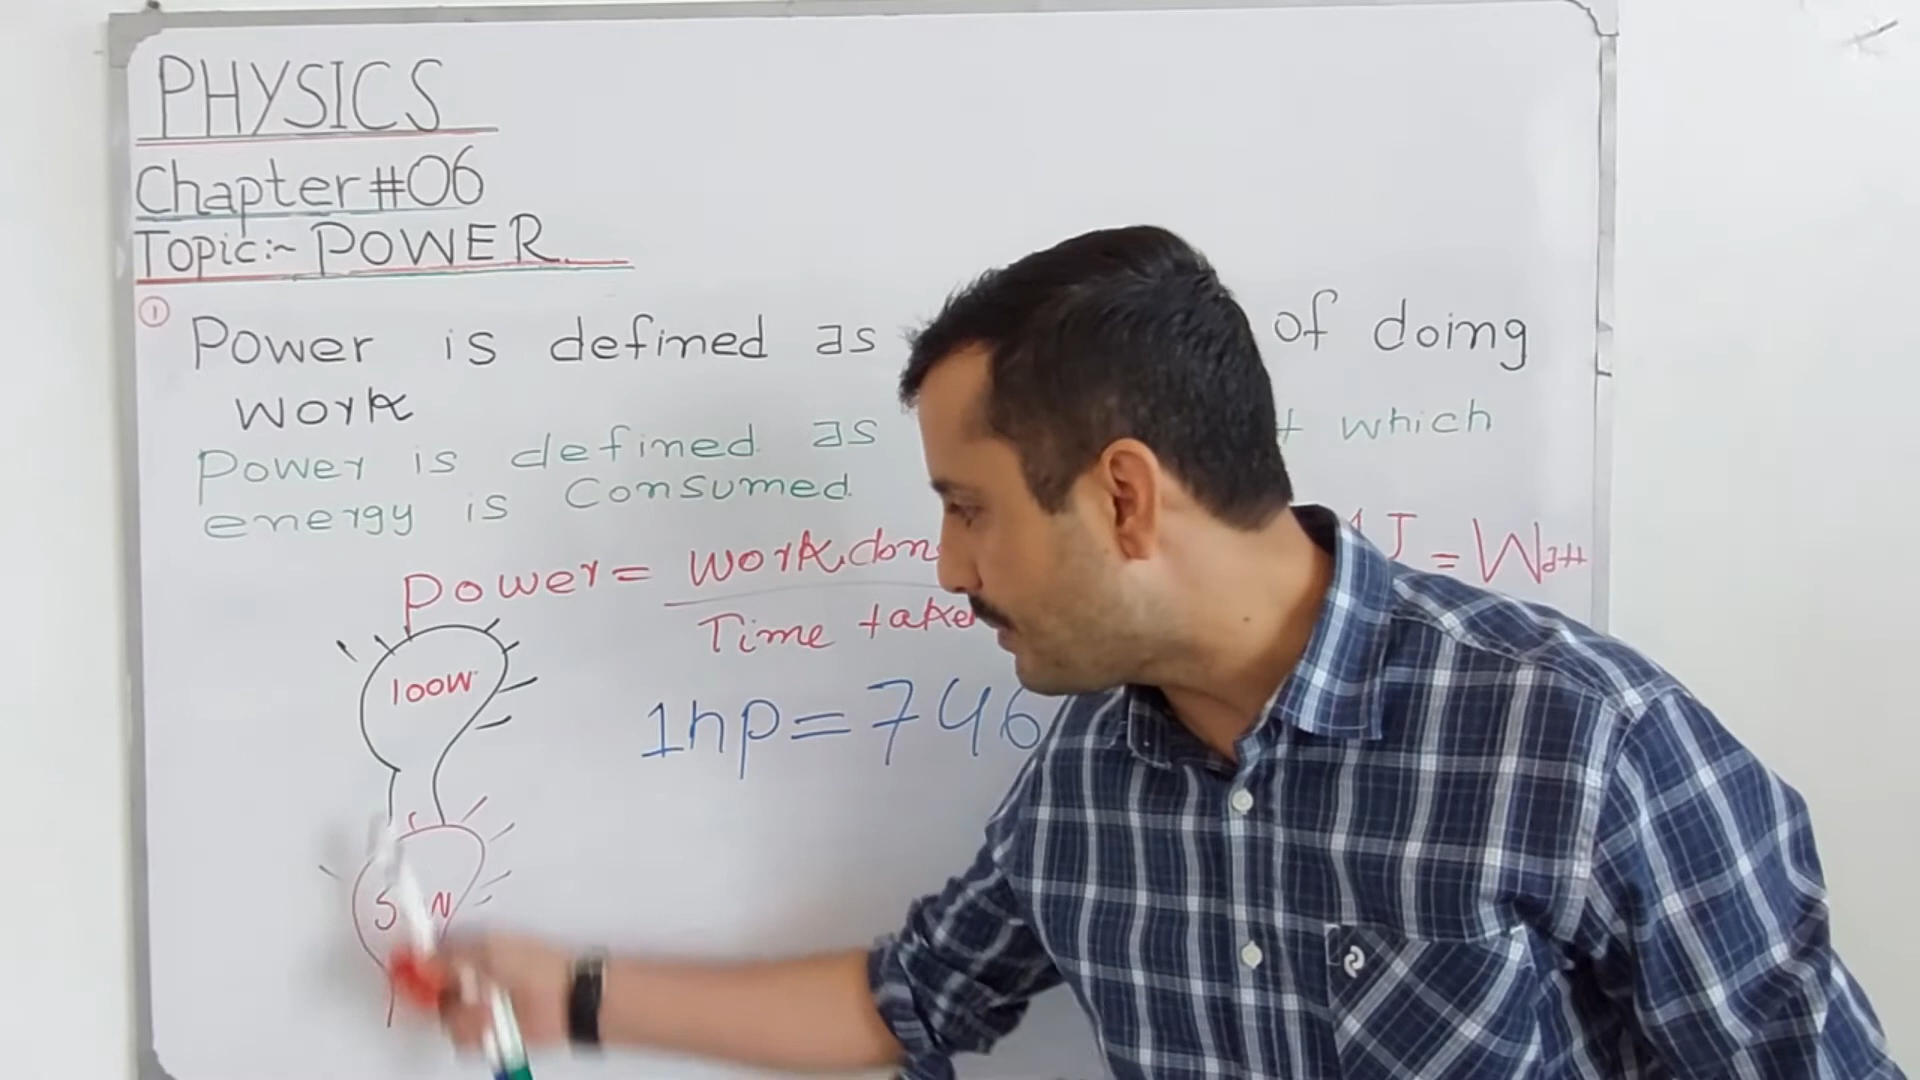 PHYSICS
Chapter #06
Topic:~ POWER
① Power is defined as of doing
Work
Power is defined as which
energy is Consumed
Power = Work don
Time take
1 J = Watt
100W
1hp = 746